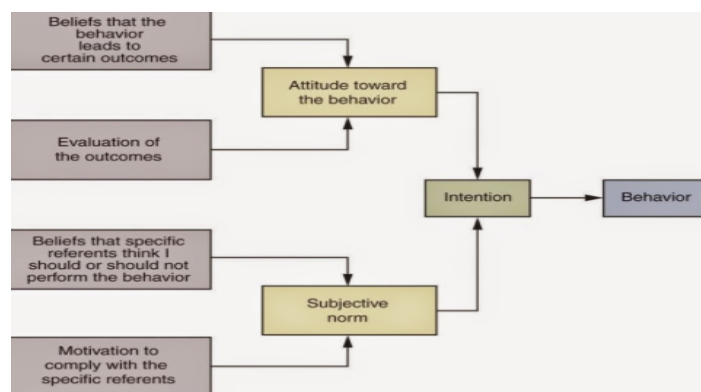 Beliefs that the
behavior
leads to
certain outcomes
Attitude toward
the behavior
Evaluation of
the outcomes
Intention
Behavior
Beliefs that specific
referents think I
should or should not
perform the behavior
Subjective
norm
Motivation to
comply with the
specific referents